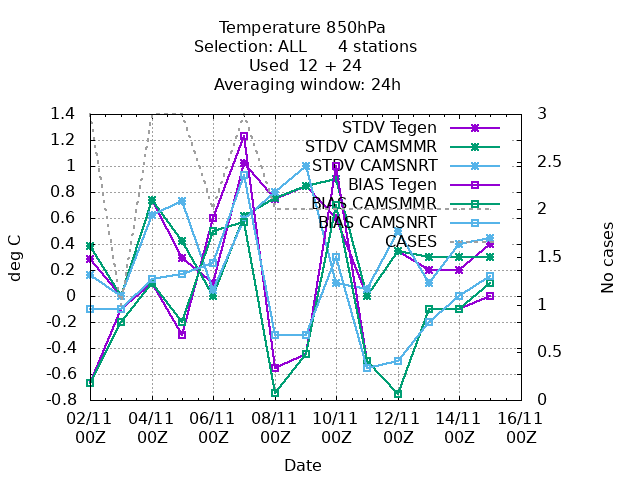 Temperature 850hPa
Selection: ALL 4 stations
Used 12 + 24
Averaging window: 24h
1.4
1.2
1
0.8
0.6
0.4
0.2
0
-0.2
-0.4
-0.6
-0.8
deg C
3
2.5
2
1.5
1
0.5
0
No cases
STDV Tegen
STDV CAMSMMR
STDV CAMSNRT
BIAS Tegen
BIAS CAMSMMR
BIAS CAMSNRT
CASES
02/11 04/11 06/11 08/11 10/11 12/11 14/11 16/11
00Z 00Z 00Z 00Z 00Z 00Z 00Z 00Z
Date